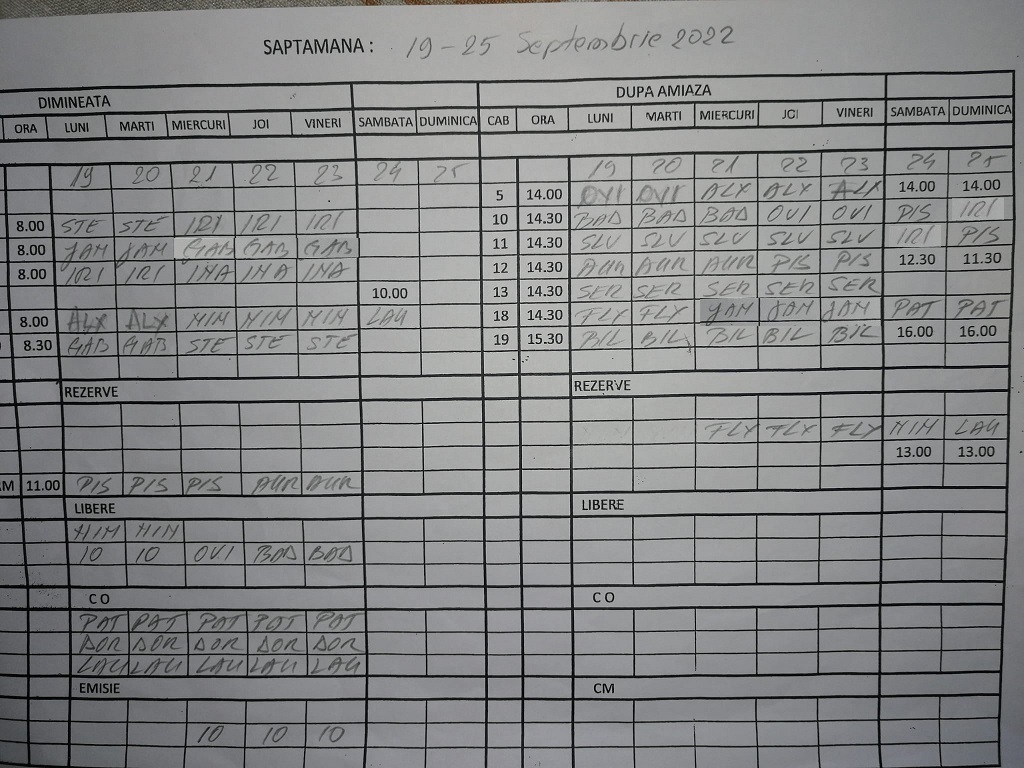 SAPTAMANA : 19 - 25 Septembrie 2022
DIMINEATA DUPA AMIAZA
ORA LUNI MARTI MIERCURI JOI VINERI SAMBATA DUMINICA CAB ORA LUNI MARTI MIERCURI JOI VINERI SAMBATA DUMINICA
19 20 21 22 23 24 25 19 20 21 22 23 24 25
5 14.00 OVI OVI ALX ALX ALX 14.00 14.00
8.00 STE STE IRI IRI IRI 10 14.30 BAD BAD BAD OVI OVI PIS IRI
8.00 JAM JAM GAB GAB GAB 11 14.30 SLV SLV SLV SLV SLV IRI PIS
8.00 IRI IRI INA INA INA 12 14.30 AUR AUR AUR PIS PIS 12.30 11.30
10.00 13 14.30 SER SER SER SER SER
8.00 ALX ALX MIM MIM MIM LAU 18 14.30 FLX FLX JAM JAM JAM PAT PAT
8.30 GAB GAB STE STE STE 19 15.30 BIL BIL BIL BIL BIL 16.00 16.00
REZERVE REZERVE
FLX FLX FLX MIM LAU
13.00 13.00
11.00 PIS PIS PIS AUR AUR
LIBERE LIBERE
MIM MIM
10 10 OVI BAD BAD
C O C O
PAT PAT PAT PAT PAT
DOR DOR DOR DOR DOR
LAU LAU LAU LAU LAU
EMISIE CM
10 10 10